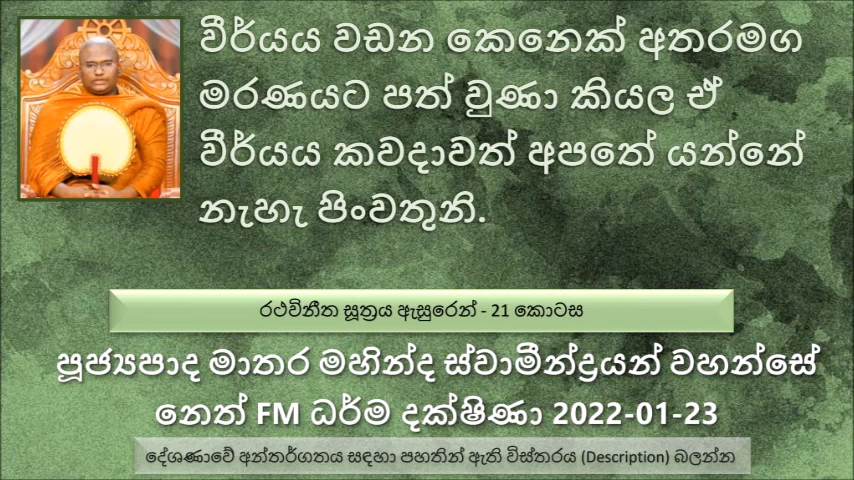 වීර්යය වඩන කෙනෙක් අතරමග
මරණයට පත් වුණා කියල ඒ
වීර්යය කවදාවත් අපතේ යන්නේ
නැහැ පිංවතුනි.
රථවිනීත සූත්‍රය ඇසුරෙන් - 21 කොටස
පූජ්‍යපාද මාතර මහින්ද ස්වාමීන්ද්‍රයන් වහන්සේ
නෙත් FM ධර්ම දක්ෂිණා 2022-01-23
දේශණාවේ අන්තර්ගතය සඳහා පහතින් ඇති විස්තරය (Description) බලන්න